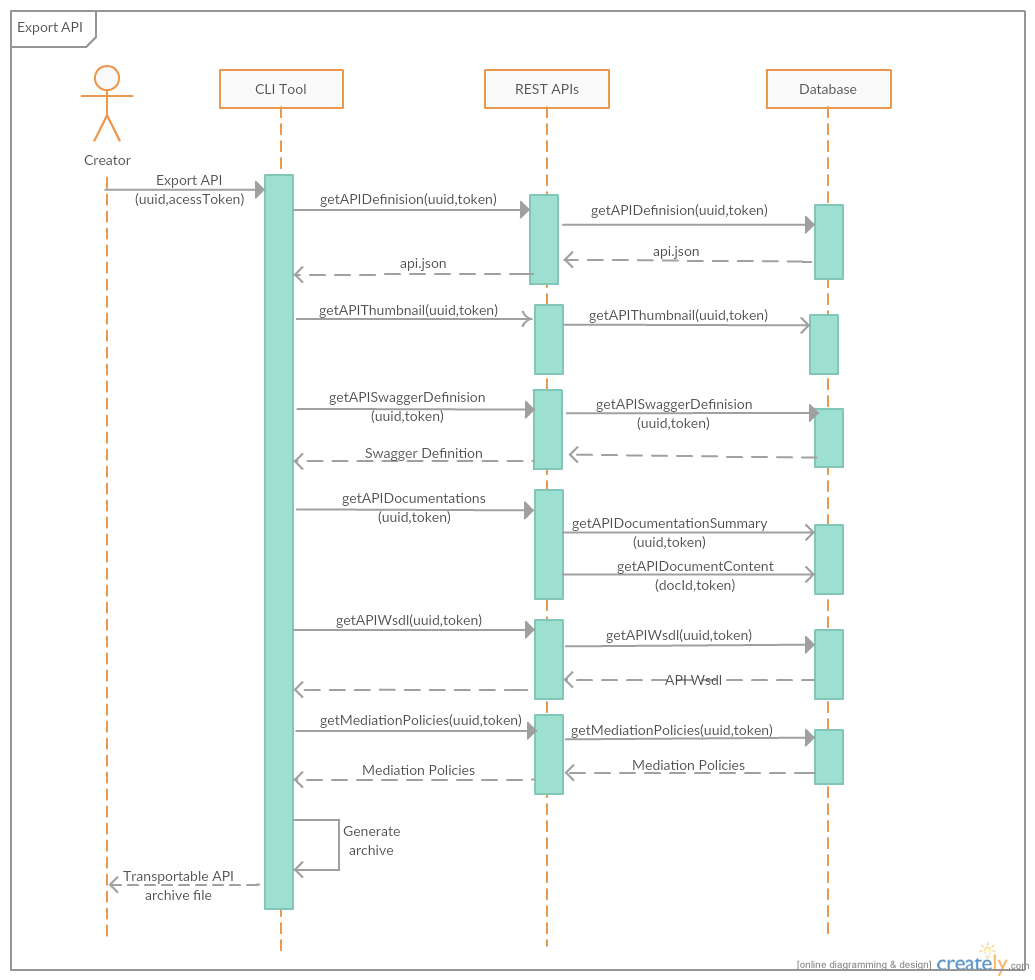 Export API
CLI Tool
REST APIs
Database
Creator
Export API
(uuid,acessToken)
getAPIDefinision(uuid,token)
getAPIDefinision(uuid,token)
api.json
api.json
getAPIThumbnail(uuid,token)
getAPIThumbnail(uuid,token)
getAPISwaggerDefinision
(uuid,token)
getAPISwaggerDefinision
(uuid,token)
Swagger Definition
getAPIDocumentations
(uuid,token)
getAPIDocumentationSummary
(uuid,token)
getAPIDocumentContent
(docId,token)
getAPIWsdl(uuid,token)
getAPIWsdl(uuid,token)
API Wsdl
getMediationPolicies(uuid,token)
getMediationPolicies(uuid,token)
Mediation Policies
Mediation Policies
Generate
archive
Transportable API
archive file
[online diagramming & design] creately.com